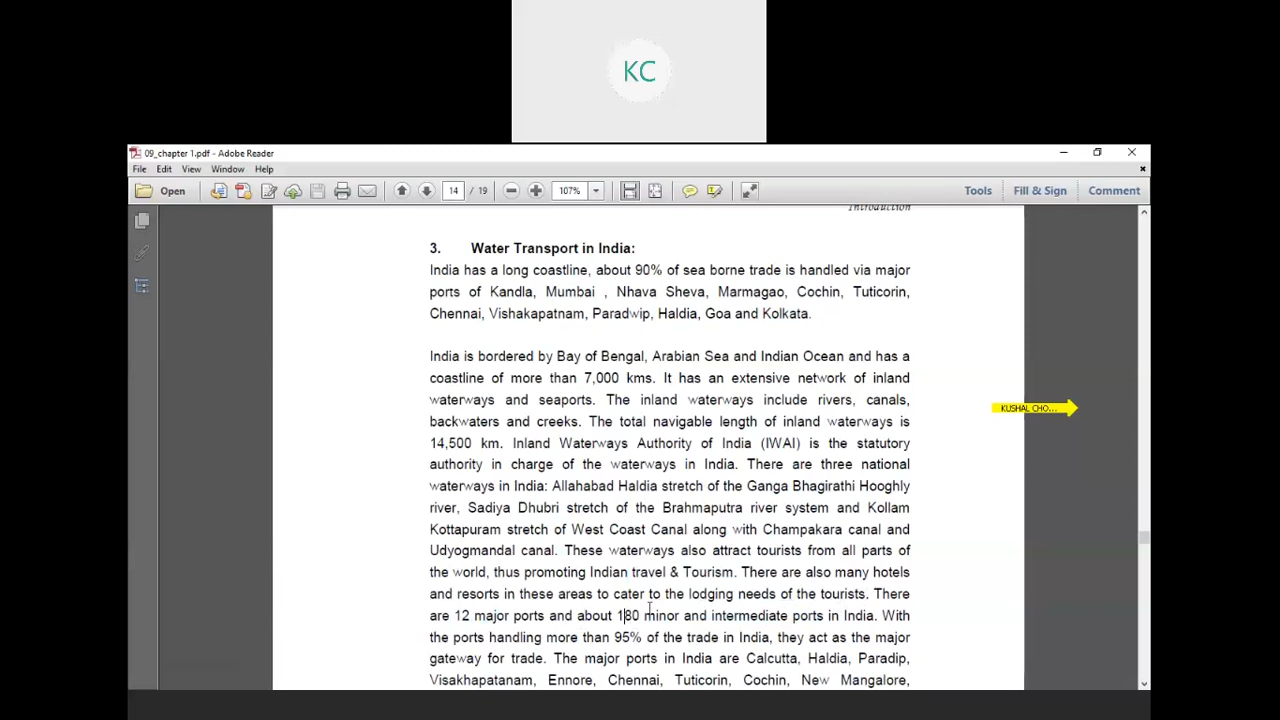 KC
09_chapter 1.pdf - Adobe Reader
File Edit View Window Help
Open 14 / 19 107% Tools Fill & Sign Comment
Introduction
3. Water Transport in India:
India has a long coastline, about 90% of sea borne trade is handled via major
ports of Kandla, Mumbai , Nhava Sheva, Marmagao, Cochin, Tuticorin,
Chennai, Vishakapatnam, Paradwip, Haldia, Goa and Kolkata.
India is bordered by Bay of Bengal, Arabian Sea and Indian Ocean and has a
coastline of more than 7,000 kms. It has an extensive network of inland
waterways and seaports. The inland waterways include rivers, canals,
KUSHAL CHO...
backwaters and creeks. The total navigable length of inland waterways is
14,500 km. Inland Waterways Authority of India (IWAI) is the statutory
authority in charge of the waterways in India. There are three national
waterways in India: Allahabad Haldia stretch of the Ganga Bhagirathi Hooghly
river, Sadiya Dhubri stretch of the Brahmaputra river system and Kollam
Kottapuram stretch of West Coast Canal along with Champakara canal and
Udyogmandal canal. These waterways also attract tourists from all parts of
the world, thus promoting Indian travel & Tourism. There are also many hotels
and resorts in these areas to cater to the lodging needs of the tourists. There
are 12 major ports and about 180 minor and intermediate ports in India. With
the ports handling more than 95% of the trade in India, they act as the major
gateway for trade. The major ports in India are Calcutta, Haldia, Paradip,
Visakhapatanam, Ennore, Chennai, Tuticorin, Cochin, New Mangalore,